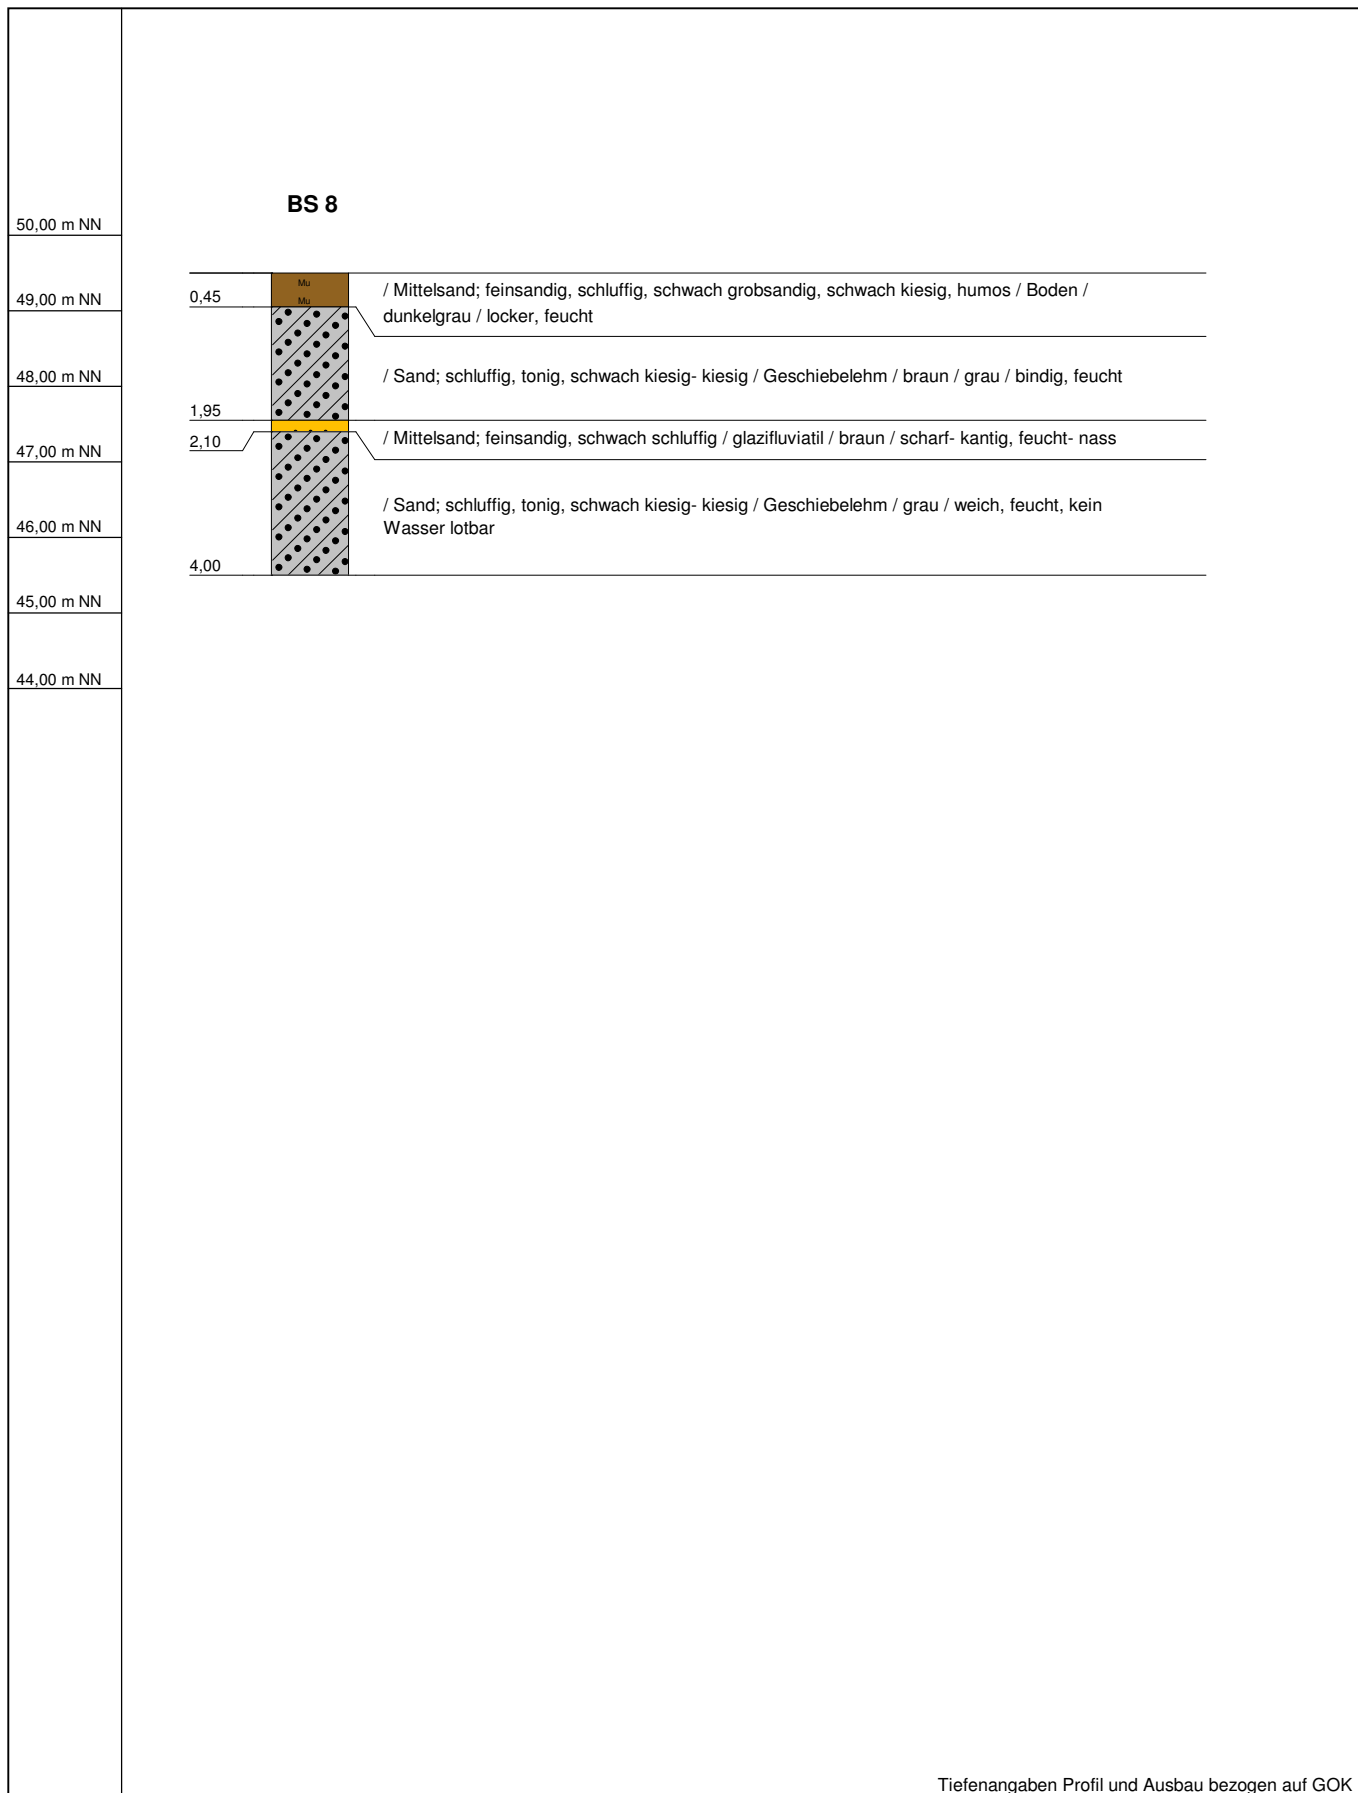 BS 8
50,00 m NN
49,00 m NN
48,00 m NN
47,00 m NN
46,00 m NN
45,00 m NN
44,00 m NN
Mu
Mu
0,45
/ Mittelsand; feinsandig, schluffig, schwach grobsandig, schwach kiesig, humos / Boden /
dunkelgrau / locker, feucht
/ Sand; schluffig, tonig, schwach kiesig- kiesig / Geschiebelehm / braun / grau / bindig, feucht
1,95
2,10
/ Mittelsand; feinsandig, schwach schluffig / glazifluviatil / braun / scharf- kantig, feucht- nass
/ Sand; schluffig, tonig, schwach kiesig- kiesig / Geschiebelehm / grau / weich, feucht, kein
Wasser lotbar
4,00
Tiefenangaben Profil und Ausbau bezogen auf GOK